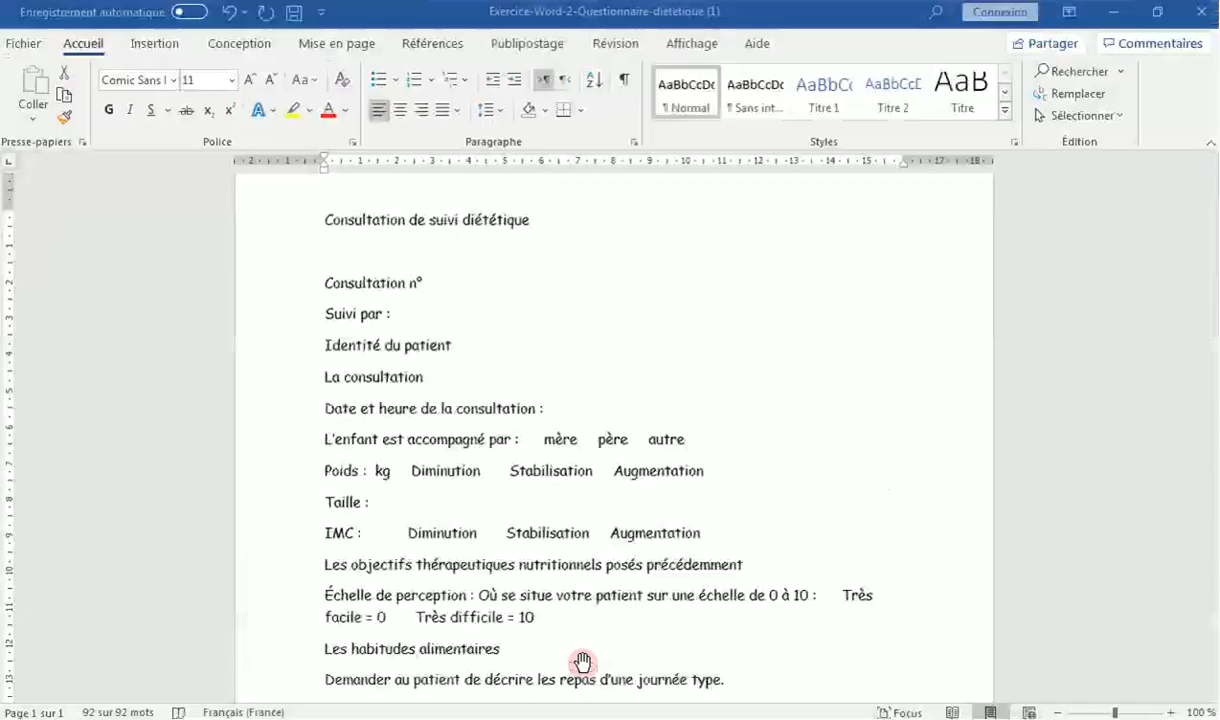 Enregistrement automatique
Exercice-Word-2-Questionnaire-diététique (1)
Connexion
Fichier Accueil Insertion Conception Mise en page Références Publipostage Révision Affichage Aide
Partager Commentaires
Coller
Comic Sans 11
AaBbCcDc AaBbCcDc AaBbCc AaBbCcE AaB
¶ Normal ¶ Sans int... Titre 1 Titre 2 Titre
Rechercher
Remplacer
Sélectionner
Presse-papiers Police Paragraphe Styles Édition
Consultation de suivi diététique
Consultation n°
Suivi par :
Identité du patient
La consultation
Date et heure de la consultation :
L'enfant est accompagné par : mère père autre
Poids : kg Diminution Stabilisation Augmentation
Taille :
IMC : Diminution Stabilisation Augmentation
Les objectifs thérapeutiques nutritionnels posés précédemment
Échelle de perception : Où se situe votre patient sur une échelle de 0 à 10 : Très
facile = 0 Très difficile = 10
Les habitudes alimentaires
Demander au patient de décrire les repas d'une journée type.
Page 1 sur 1 92 sur 92 mots Français (France) Focus 100 %